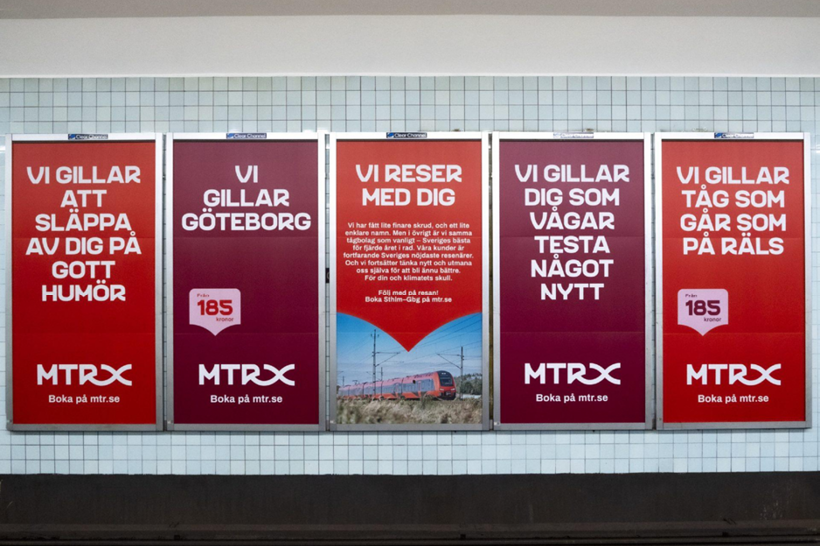 Clear Channel
VI GILLAR
ATT
SLÄPPA
AV DIG PÅ
GOTT
HUMÖR
MTRX
Boka på mtr.se
Clear Channel
VI
GILLAR
GÖTEBORG
Från
185
kronor
MTRX
Boka på mtr.se
Clear Channel
VI RESER
MED DIG
Vi har fått lite finare skrud, och ett lite
enklare namn. Men i övrigt är vi samma
tågbolag som vanligt – Sveriges bästa
för fjärde året i rad. Våra kunder är
fortfarande Sveriges nöjdaste resenärer.
Och vi fortsätter tänka nytt och utmana
oss själva för att bli ännu bättre.
För din och klimatets skull.
Följ med på resan!
Boka Sthlm–Gbg på mtr.se
VI GILLAR
DIG SOM
VÅGAR
TESTA
NÅGOT
NYTT
MTRX
Boka på mtr.se
VI GILLAR
TÅG SOM
GÅR SOM
PÅ RÄLS
Från
185
kronor
MTRX
Boka på mtr.se